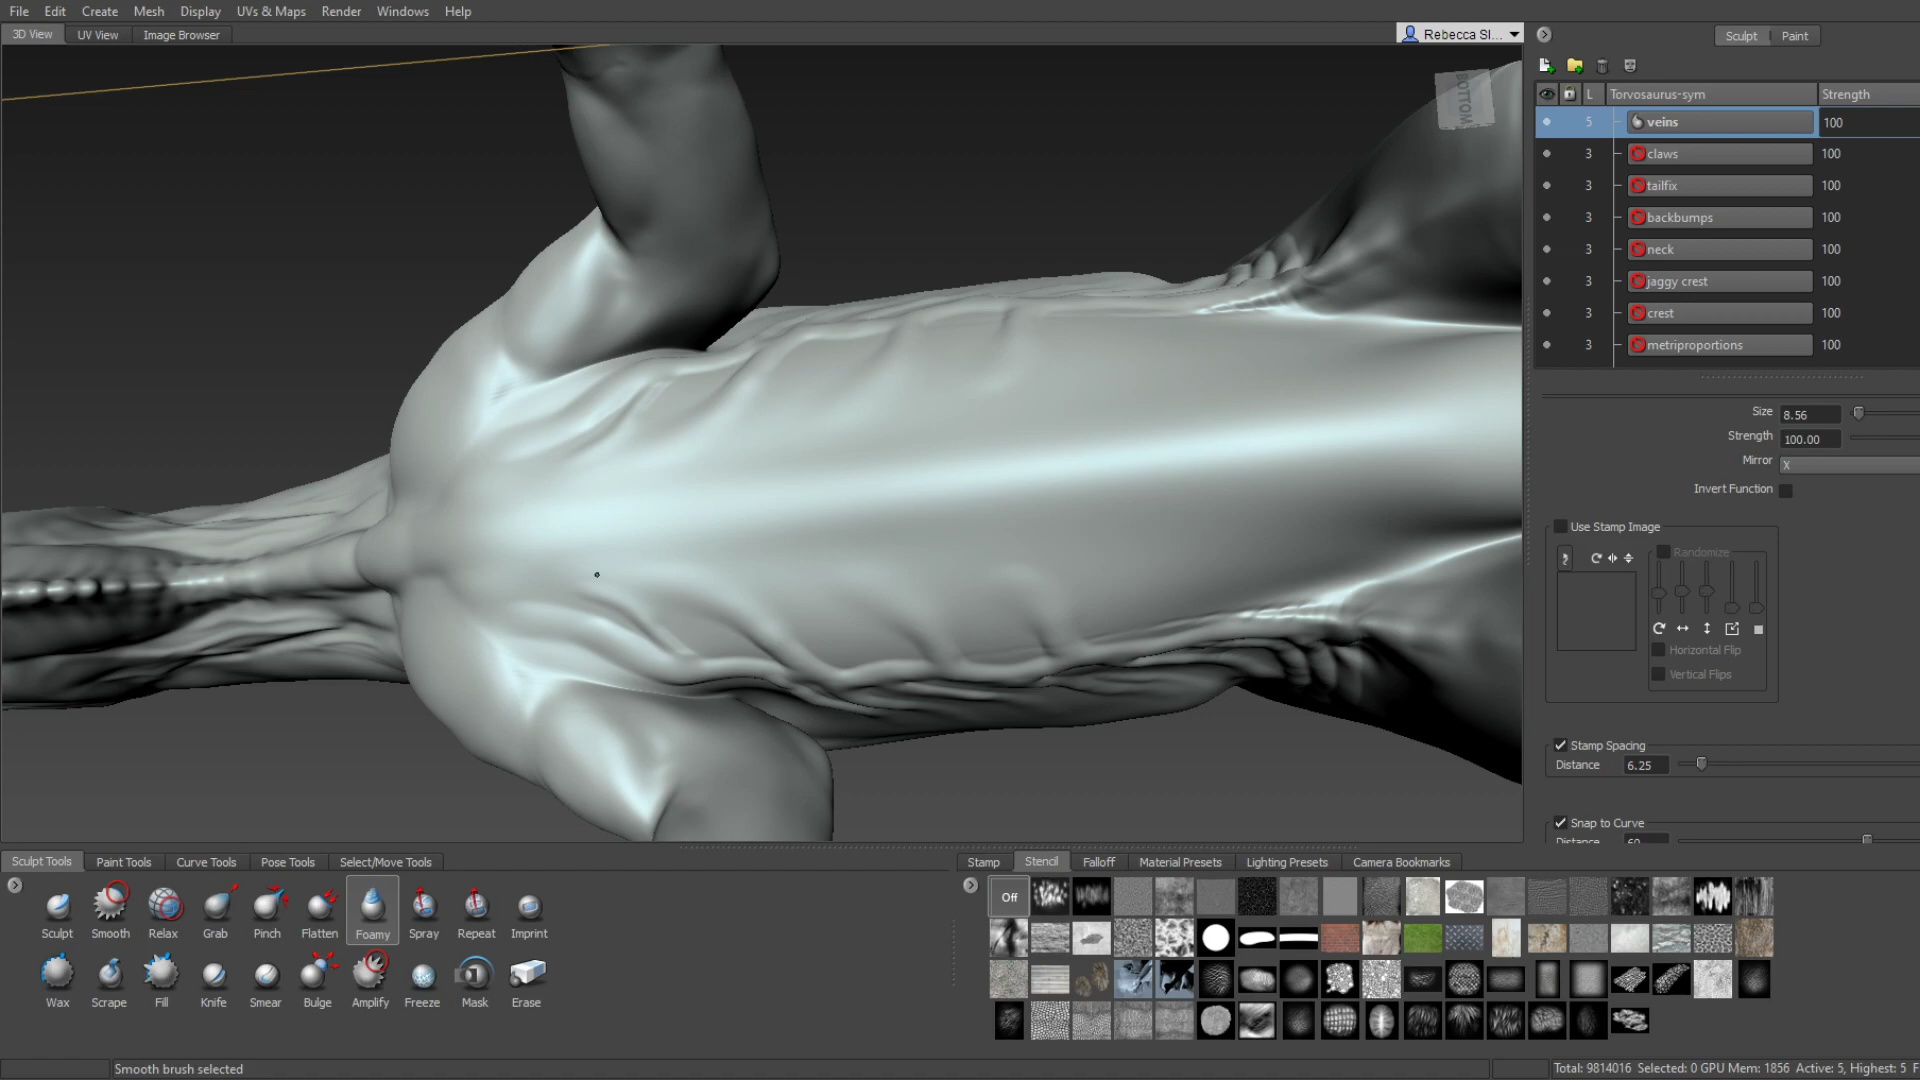 File Edit Create Mesh Display UVs & Maps Render Windows Help
3D View UV View Image Browser
Rebecca Sl...
Sculpt Paint
BOTTOM
L Torvosaurus-sym Strength
5 veins 100
3 claws 100
3 tailfix 100
3 backbumps 100
3 neck 100
3 jaggy crest 100
3 crest 100
3 metriproportions 100
Size 8.56
Strength 100.00
Mirror X
Invert Function
Use Stamp Image
Randomize
Horizontal Flip
Vertical Flips
Stamp Spacing
Distance 6.25
Snap to Curve
Distance 60
Sculpt Tools Paint Tools Curve Tools Pose Tools Select/Move Tools
Stamp Stencil Falloff Material Presets Lighting Presets Camera Bookmarks
Off
Sculpt Smooth Relax Grab Pinch Flatten Foamy Spray Repeat Imprint
Wax Scrape Fill Knife Smear Bulge Amplify Freeze Mask Erase
Smooth brush selected
Total: 9814016 Selected: 0 GPU Mem: 1856 Active: 5, Highest: 5 F